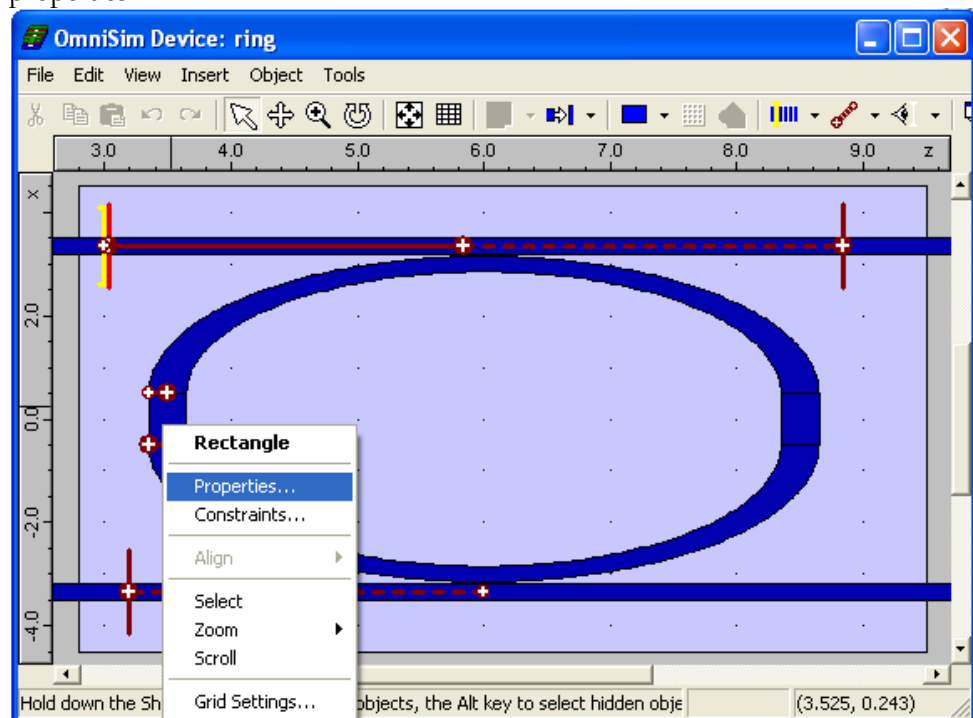 OmniSim Device: ring
File Edit View Insert Object Tools
3.0 4.0 5.0 6.0 7.0 8.0 9.0 z
x
2.0
0.0
-2.0
-4.0
Rectangle
Properties...
Constraints...
Align
Select
Zoom
Scroll
Grid Settings...
Hold down the Sh objects, the Alt key to select hidden obje (3.525, 0.243)